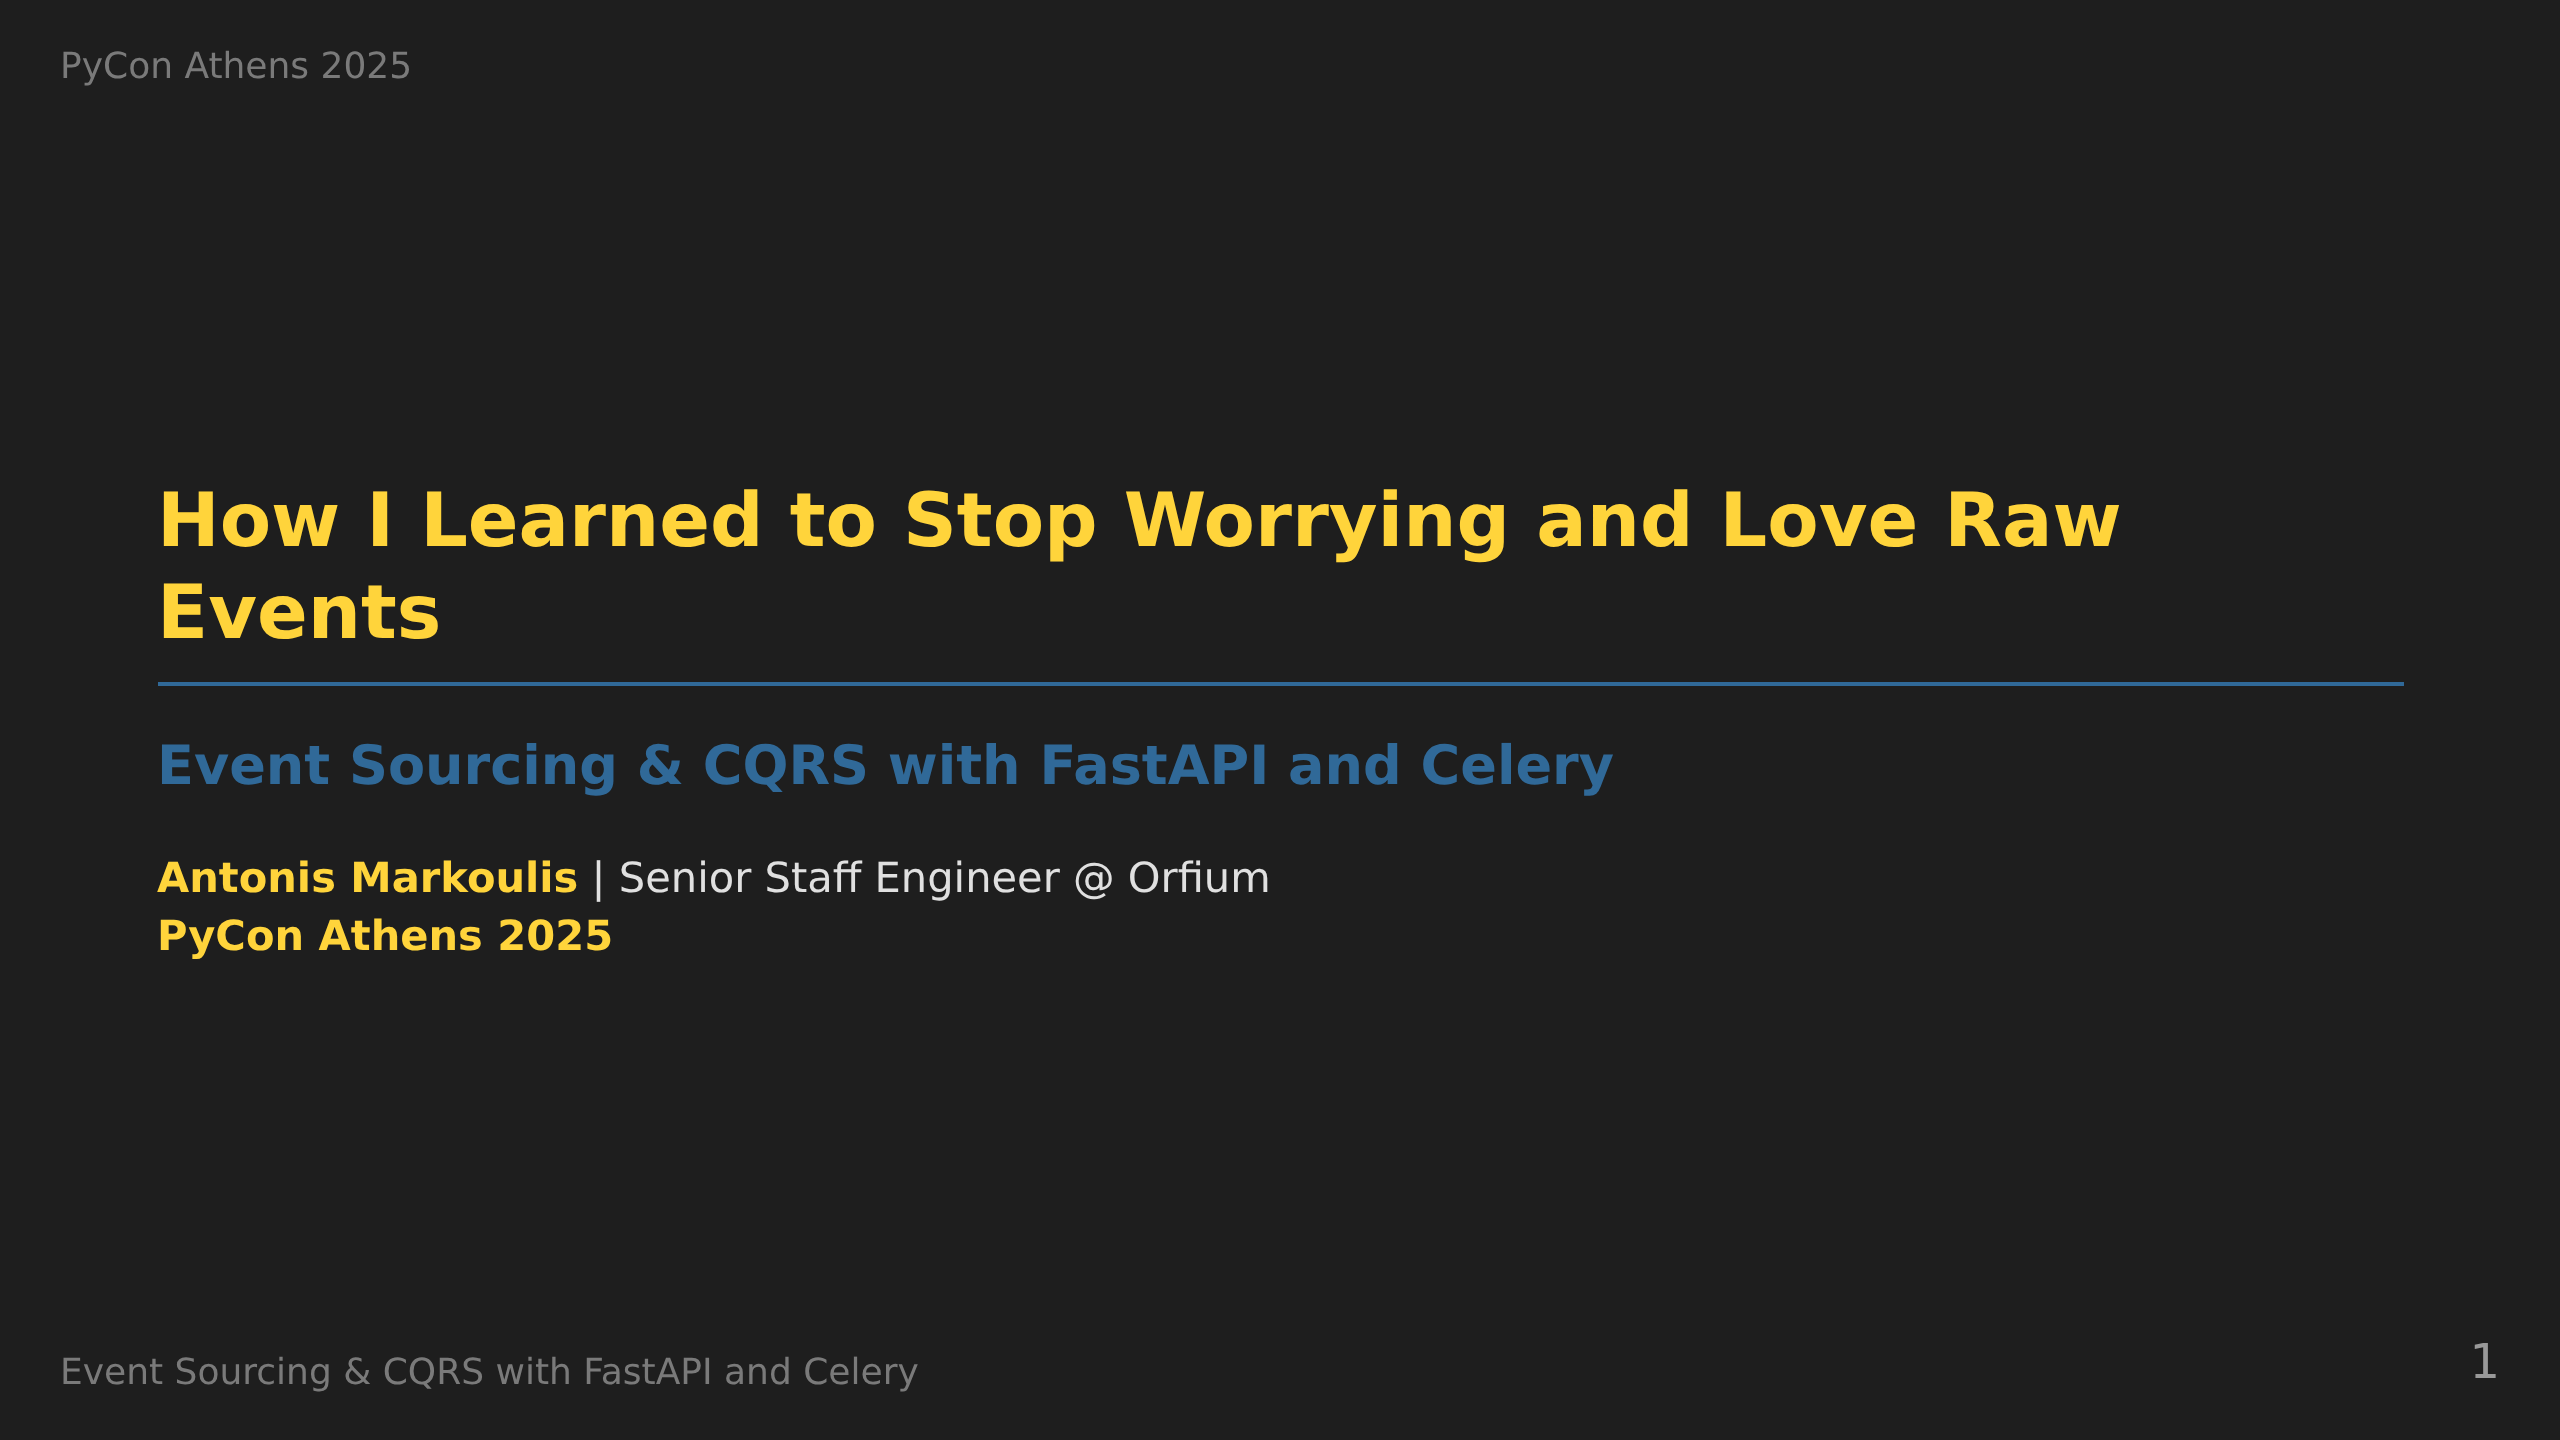 PyCon Athens 2025
How I Learned to Stop Worrying and Love Raw
Events
Event Sourcing & CQRS with FastAPI and Celery
Antonis Markoulis | Senior Staff Engineer @ Orfium
PyCon Athens 2025
Event Sourcing & CQRS with FastAPI and Celery
1